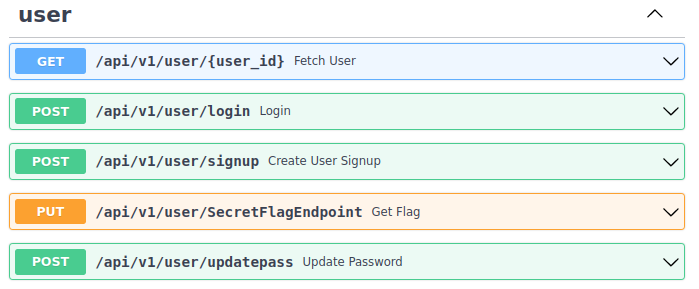 user
GET /api/v1/user/{user_id} Fetch User
POST /api/v1/user/login Login
POST /api/v1/user/signup Create User Signup
PUT /api/v1/user/SecretFlagEndpoint Get Flag
POST /api/v1/user/updatepass Update Password